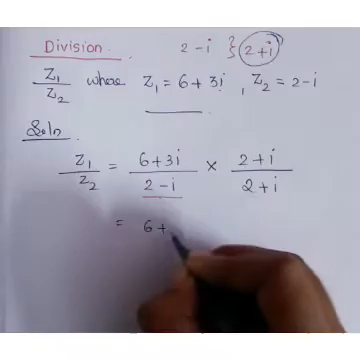 Division. 2-i } 2+i
Z₁/Z₂ where Z₁ = 6+3i, Z₂ = 2-i
Soln
Z₁/Z₂ = (6+3i)/(2-i) × (2+i)/(2+i)
= 6+